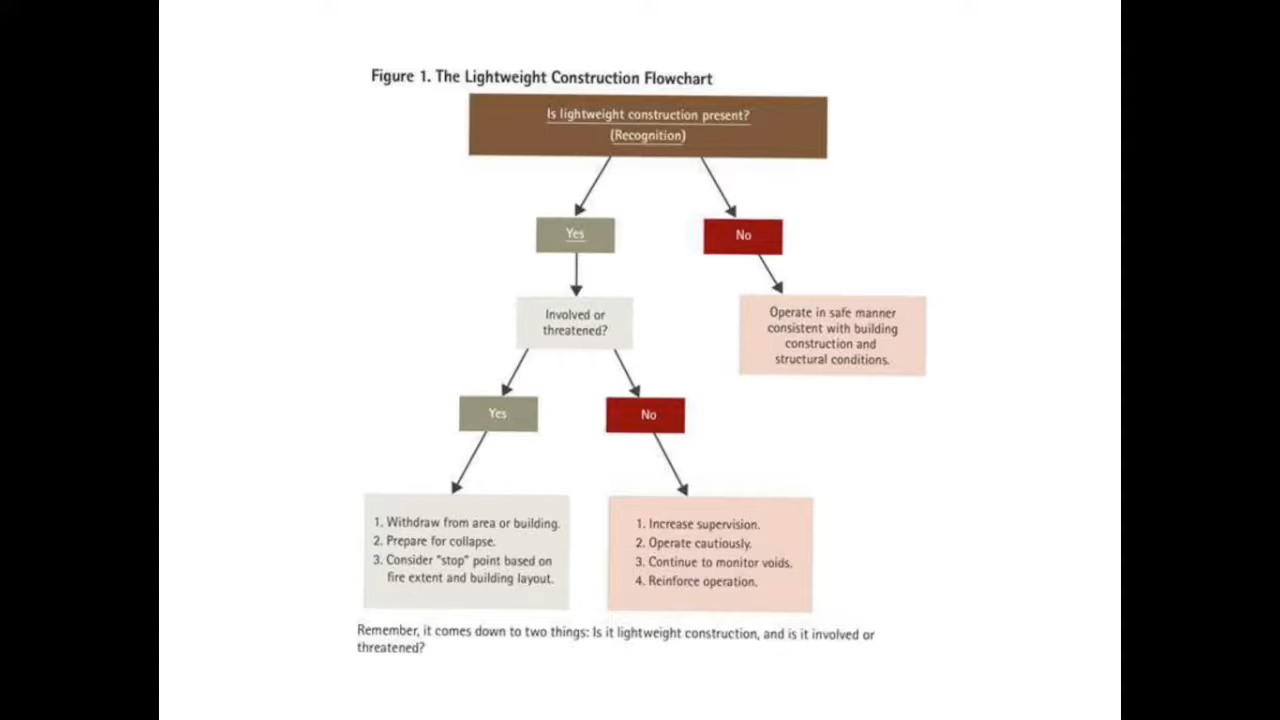 Figure 1. The Lightweight Construction Flowchart
Is lightweight construction present?
(Recognition)
Yes
No
Involved or
threatened?
Operate in safe manner
consistent with building
construction and
structural conditions.
Yes
No
1. Withdraw from area or building.
2. Prepare for collapse.
3. Consider "stop" point based on
fire extent and building layout.
1. Increase supervision.
2. Operate cautiously.
3. Continue to monitor voids.
4. Reinforce operation.
Remember, it comes down to two things: Is it lightweight construction, and is it involved or
threatened?